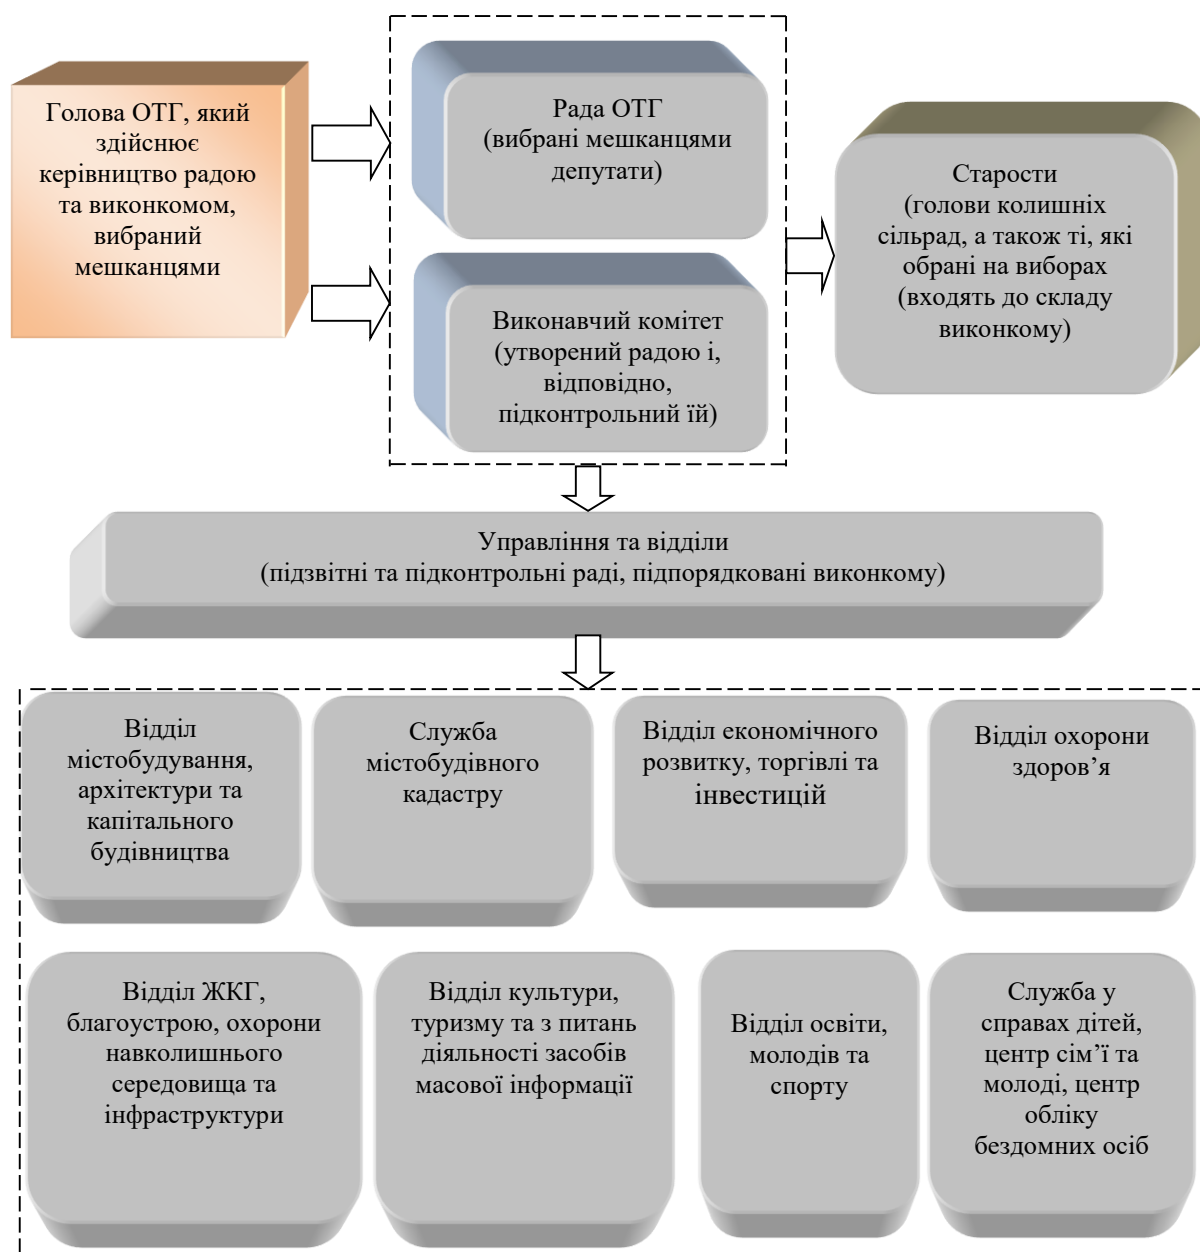 Голова ОТГ, який
здійснює
керівництво радою
та виконкомом,
вибраний
мешканцями
Рада ОТГ
(вибрані мешканцями
депутати)
Виконавчий комітет
(утворений радою і,
відповідно,
підконтрольний їй)
Старости
(голови колишніх
сільрад, а також ті, які
обрані на виборах
(входять до складу
виконкому)
Управління та відділи
(підзвітні та підконтрольні раді, підпорядковані виконкому)
Відділ
містобудування,
архітектури та
капітального
будівництва
Служба
містобудівного
кадастру
Відділ економічного
розвитку, торгівлі та
інвестицій
Відділ охорони
здоров’я
Відділ ЖКГ,
благоустрою, охорони
навколишнього
середовища та
інфраструктури
Відділ культури,
туризму та з питань
діяльності засобів
масової інформації
Відділ освіти,
молодів та
спорту
Служба у
справах дітей,
центр сім’ї та
молоді, центр
обліку
бездомних осіб